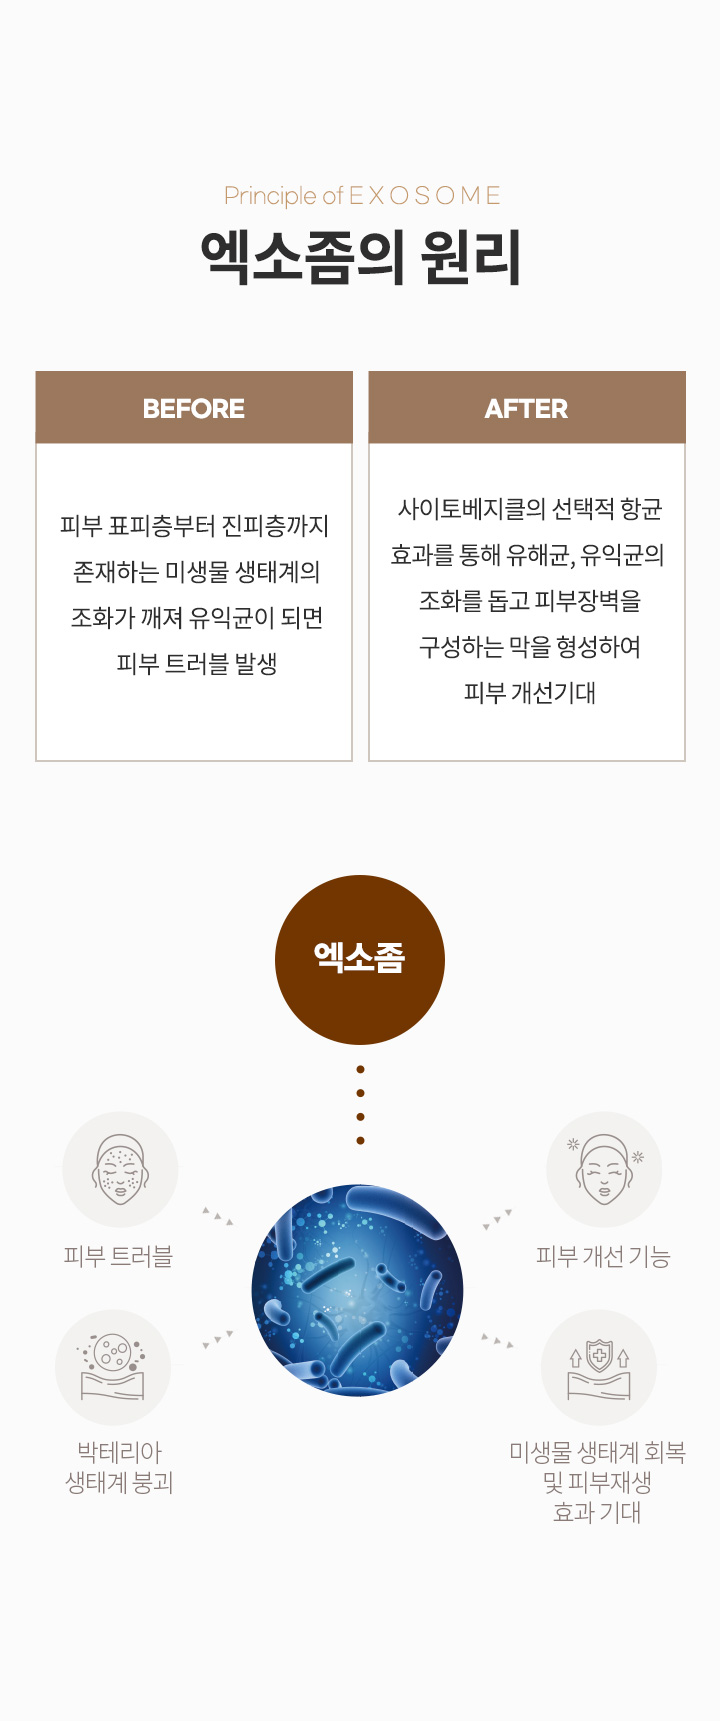 Principle of EXOSOME
엑소좀의 원리
BEFORE
피부 표피층부터 진피층까지
존재하는 미생물 생태계의
조화가 깨져 유익균이 되면
피부 트러블 발생
AFTER
사이토베지클의 선택적 항균
효과를 통해 유해균, 유익균의
조화를 돕고 피부장벽을
구성하는 막을 형성하여
피부 개선기대
엑소좀
피부 트러블
피부 개선 기능
박테리아
생태계 붕괴
미생물 생태계 회복
및 피부재생
효과 기대